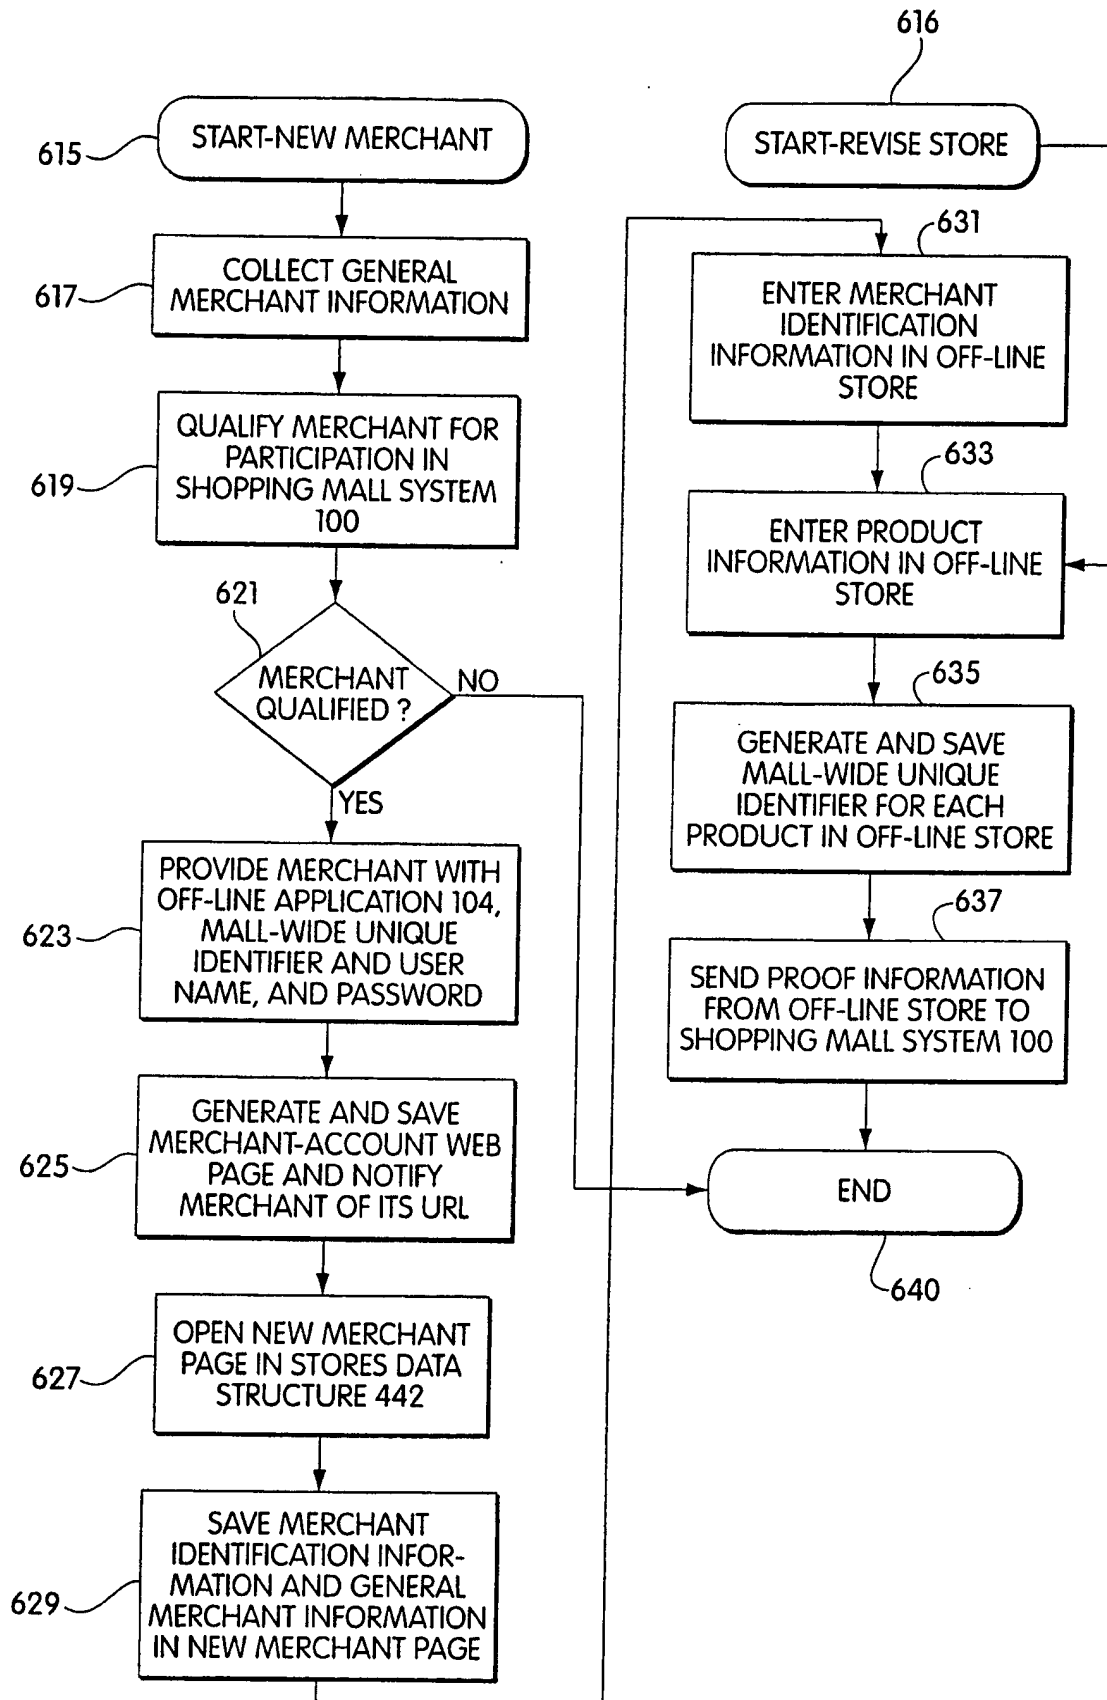 615
START-NEW MERCHANT
617
COLLECT GENERAL
MERCHANT INFORMATION
619
QUALIFY MERCHANT FOR
PARTICIPATION IN
SHOPPING MALL SYSTEM
100
621
MERCHANT
QUALIFIED ?
NO
YES
623
PROVIDE MERCHANT WITH
OFF-LINE APPLICATION 104,
MALL-WIDE UNIQUE
IDENTIFIER AND USER
NAME, AND PASSWORD
625
GENERATE AND SAVE
MERCHANT-ACCOUNT WEB
PAGE AND NOTIFY
MERCHANT OF ITS URL
627
OPEN NEW MERCHANT
PAGE IN STORES DATA
STRUCTURE 442
629
SAVE MERCHANT
IDENTIFICATION INFOR-
MATION AND GENERAL
MERCHANT INFORMATION
IN NEW MERCHANT PAGE
616
START-REVISE STORE
631
ENTER MERCHANT
IDENTIFICATION
INFORMATION IN OFF-LINE
STORE
633
ENTER PRODUCT
INFORMATION IN OFF-LINE
STORE
635
GENERATE AND SAVE
MALL-WIDE UNIQUE
IDENTIFIER FOR EACH
PRODUCT IN OFF-LINE STORE
637
SEND PROOF INFORMATION
FROM OFF-LINE STORE TO
SHOPPING MALL SYSTEM 100
END
640